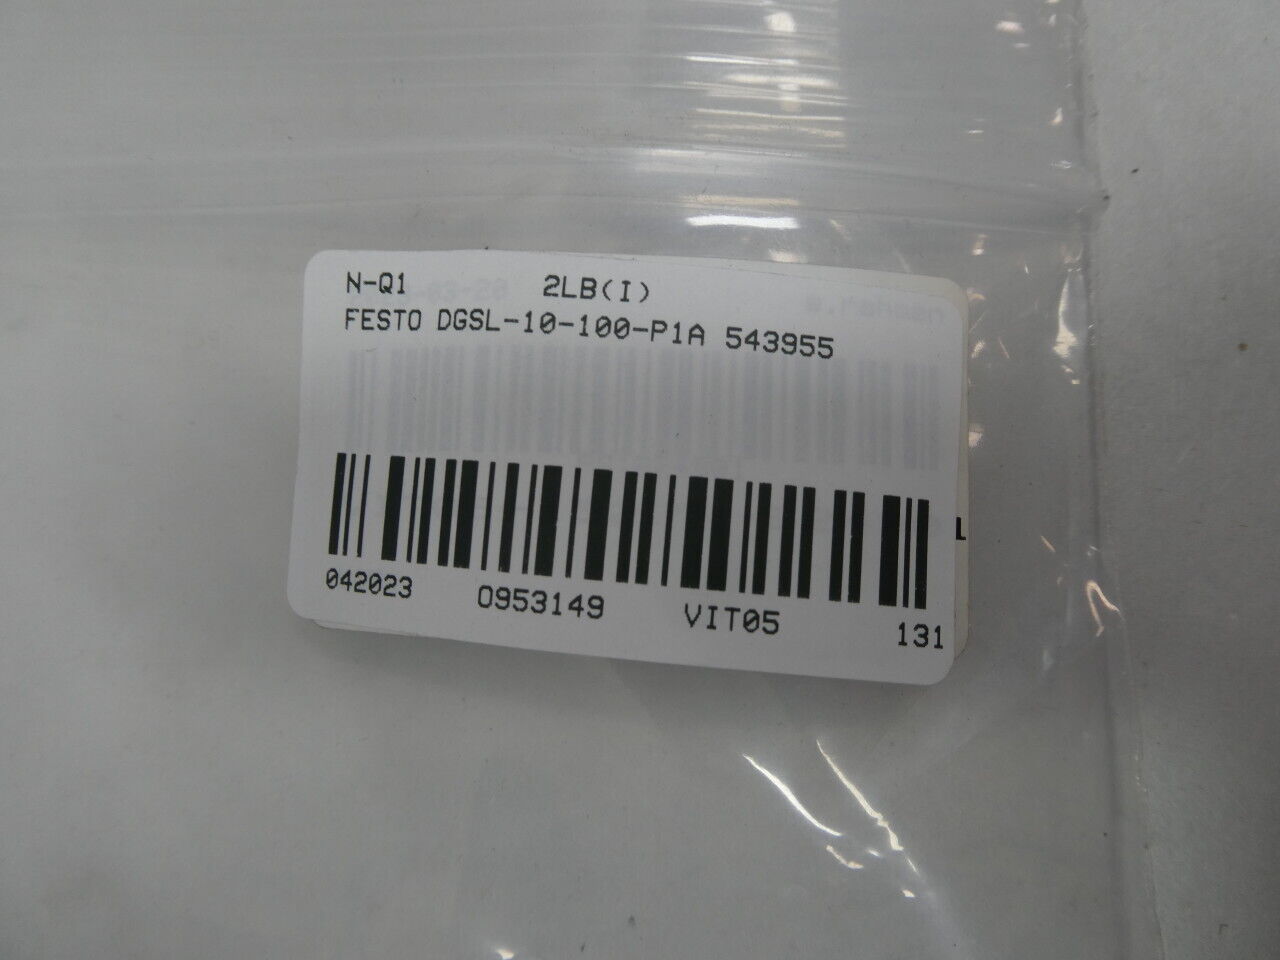 N-Q1 2LB(I)
FESTO DGSL-10-100-P1A 543955
042023 0953149 VIT05 131